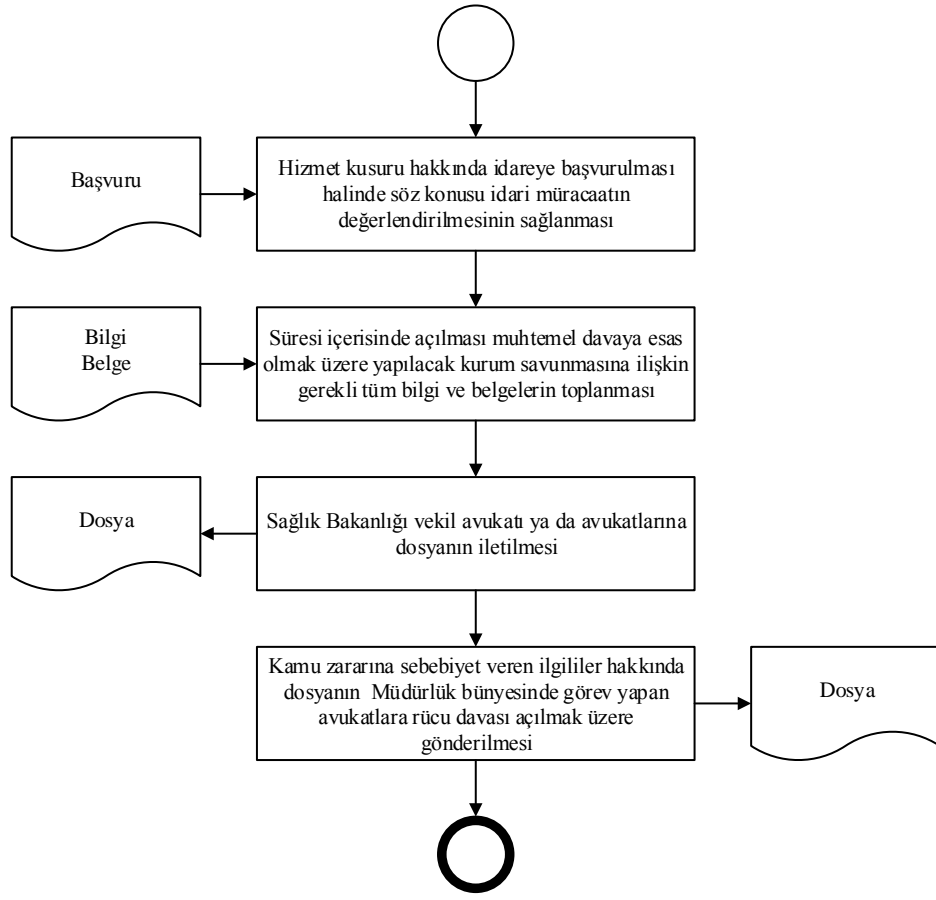 Başvuru
Hizmet kusuru hakkında idareye başvurulması
halinde söz konusu idari müracaatın
değerlendirilmesinin sağlanması
Bilgi
Belge
Süresi içerisinde açılması muhtemel davaya esas
olmak üzere yapılacak kurum savunmasına ilişkin
gerekli tüm bilgi ve belgelerin toplanması
Dosya
Sağlık Bakanlığı vekil avukatı ya da avukatlarına
dosyanın iletilmesi
Kamu zararına sebebiyet veren ilgililer hakkında
dosyanın Müdürlük bünyesinde görev yapan
avukatlara rücu davası açılmak üzere
gönderilmesi
Dosya